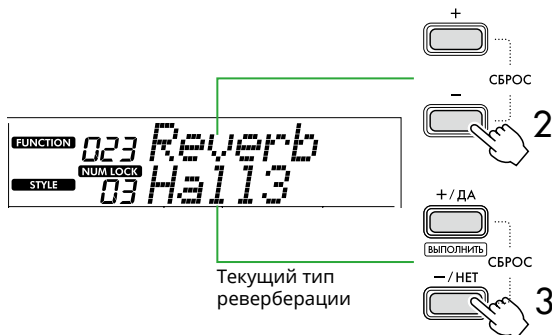 +
СБРОС
−
2
FUNCTION 023 Reverb
NUM LOCK
STYLE 03 Hall3
+/ДА
ВЫПОЛНИТЬ
СБРОС
−/НЕТ
3
Текущий тип
реверберации